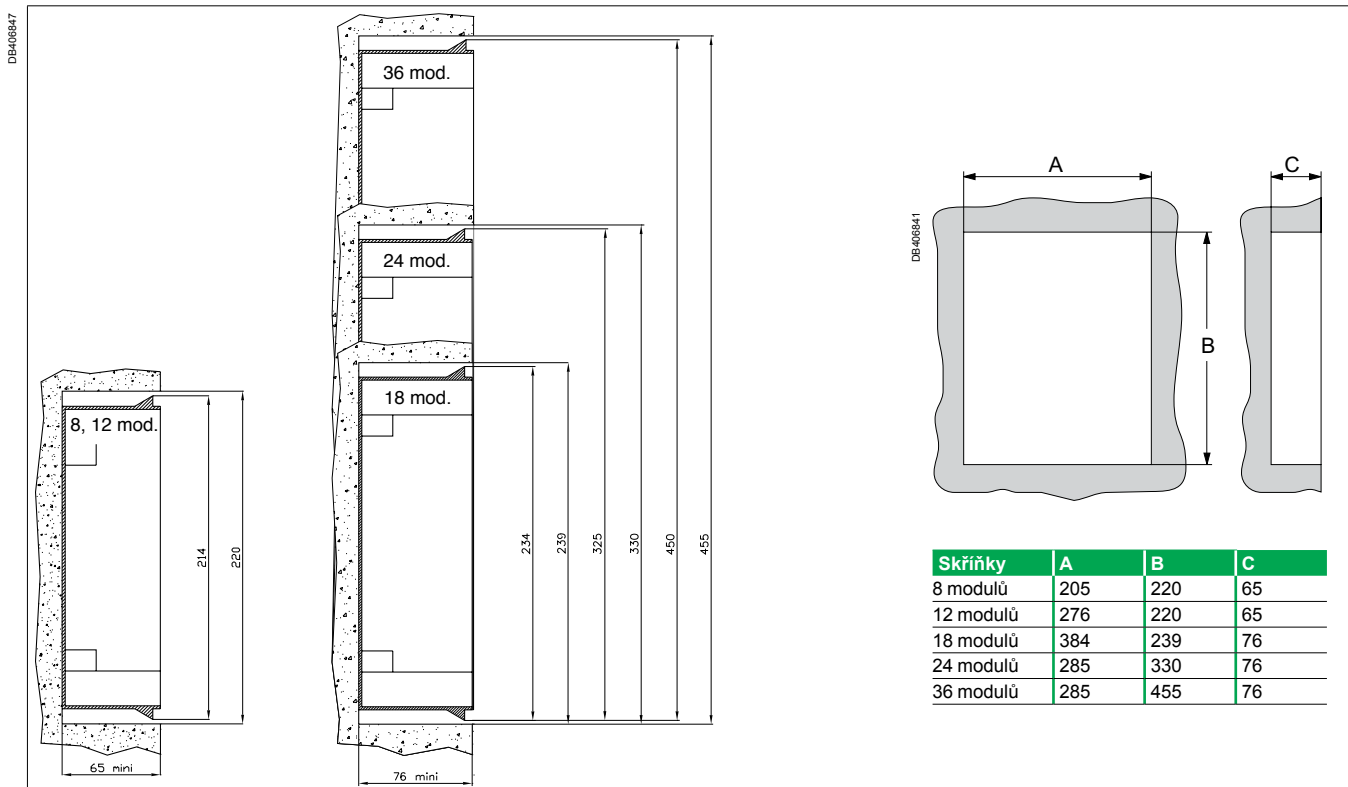 DB406847
36 mod.
24 mod.
18 mod.
8, 12 mod.
214
220
234
239
325
330
450
455
65 mini
76 mini
DB406841
A
C
B
Skříňky A B C
8 modulů 205 220 65
12 modulů 276 220 65
18 modulů 384 239 76
24 modulů 285 330 76
36 modulů 285 455 76